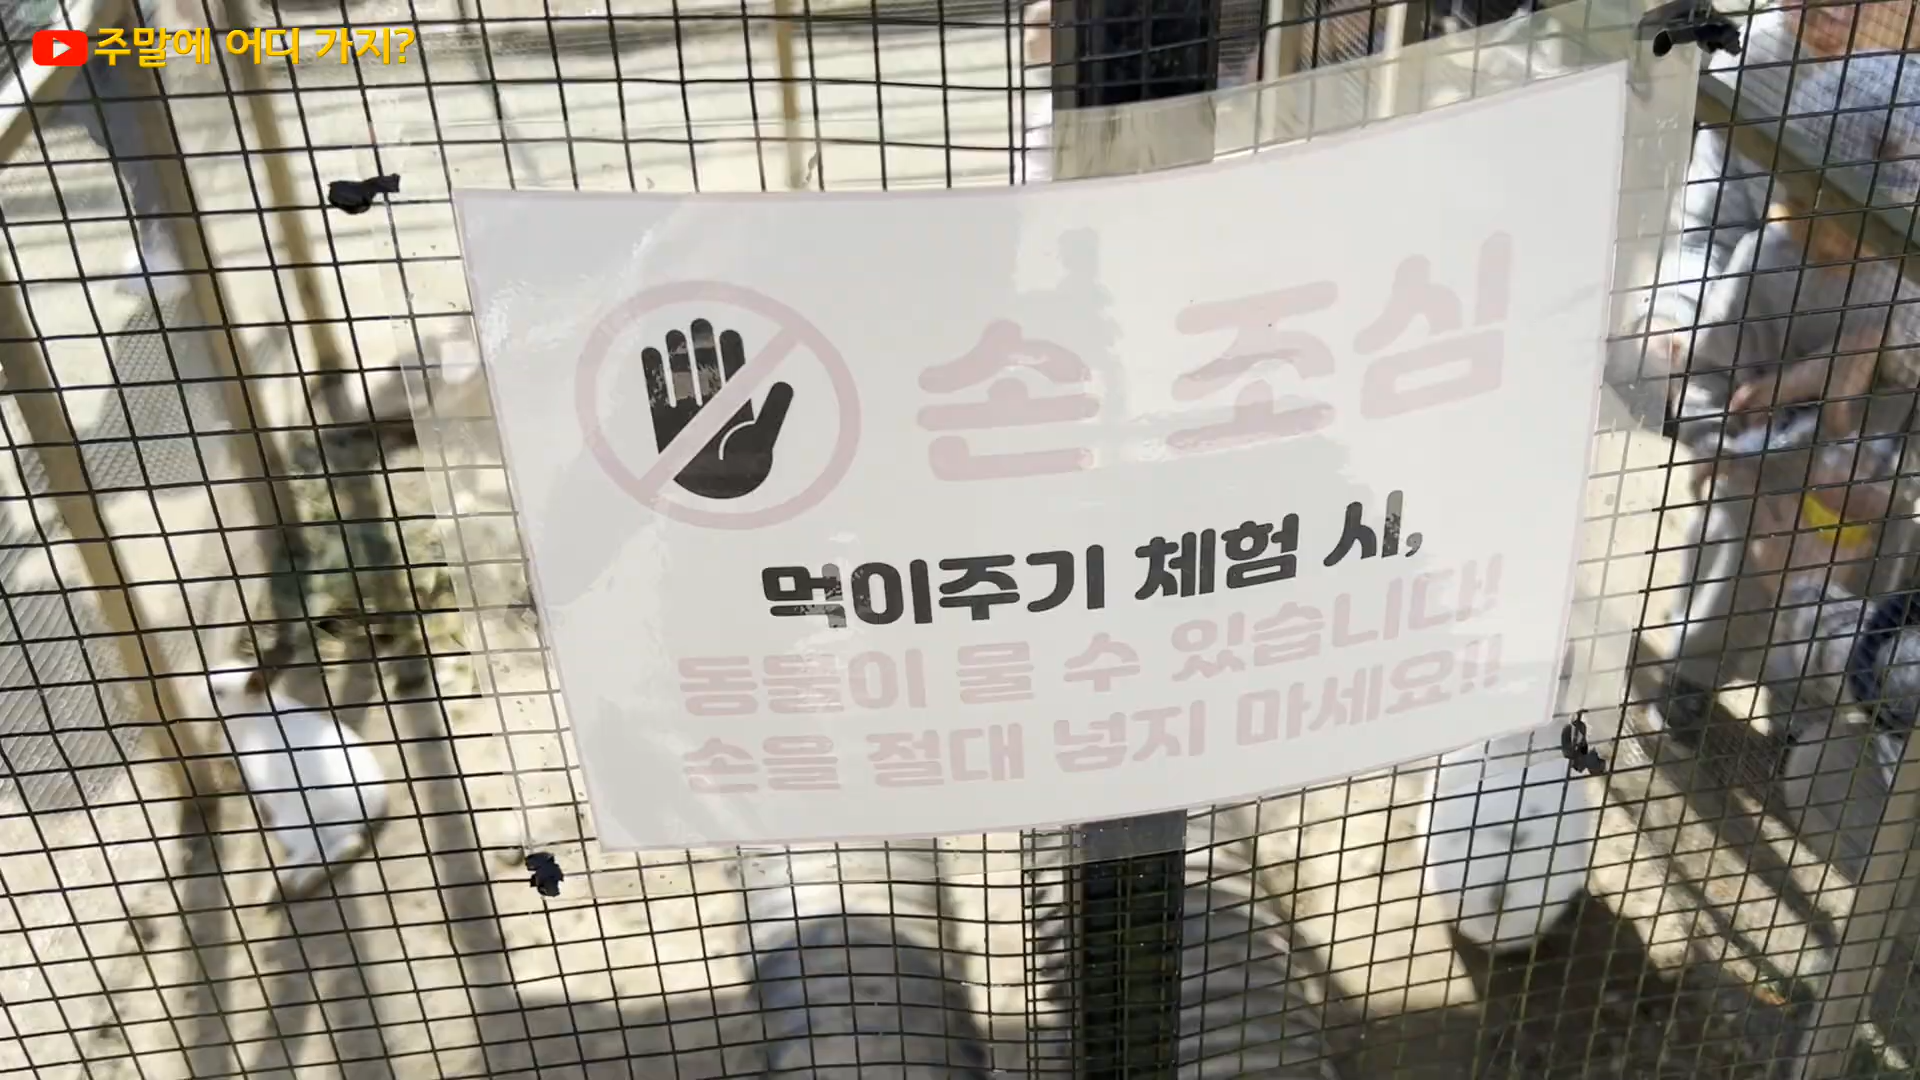 주말에 어디 가지?
손 조심
먹이주기 체험 시,
동물이 물 수 있습니다!
손을 절대 넣지 마세요!!